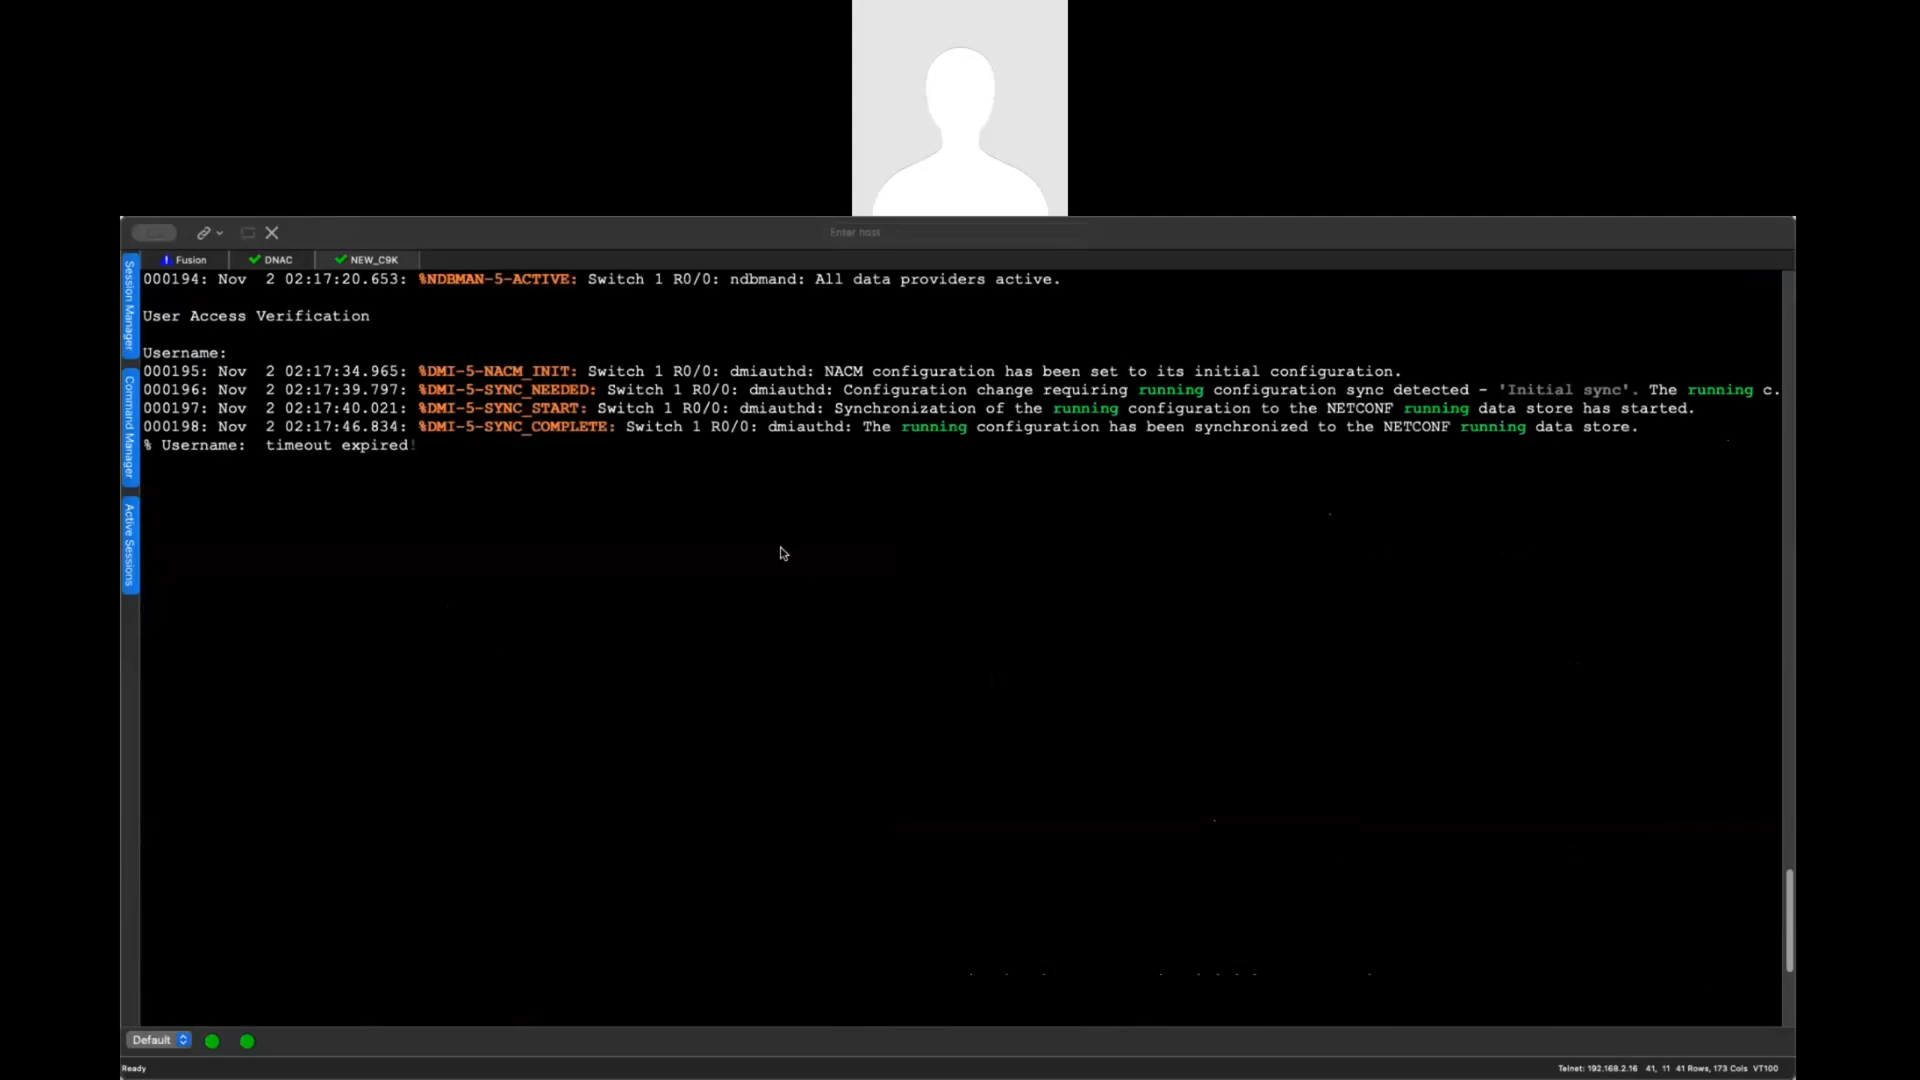 Enter host
Session Manager
Command Manager
Active Sessions
Fusion
DNAC
NEW_C9K
000194: Nov  2 02:17:20.653: %NDBMAN-5-ACTIVE: Switch 1 R0/0: ndbmand: All data providers active.
User Access Verification
Username:
000195: Nov  2 02:17:34.965: %DMI-5-NACM_INIT: Switch 1 R0/0: dmiauthd: NACM configuration has been set to its initial configuration.
000196: Nov  2 02:17:39.797: %DMI-5-SYNC_NEEDED: Switch 1 R0/0: dmiauthd: Configuration change requiring running configuration sync detected - 'Initial sync'. The running c.
000197: Nov  2 02:17:40.021: %DMI-5-SYNC_START: Switch 1 R0/0: dmiauthd: Synchronization of the running configuration to the NETCONF running data store has started.
000198: Nov  2 02:17:46.834: %DMI-5-SYNC_COMPLETE: Switch 1 R0/0: dmiauthd: The running configuration has been synchronized to the NETCONF running data store.
% Username:  timeout expired!
Default
Ready
Telnet: 192.168.2.16  41, 11  41 Rows, 173 Cols  VT100